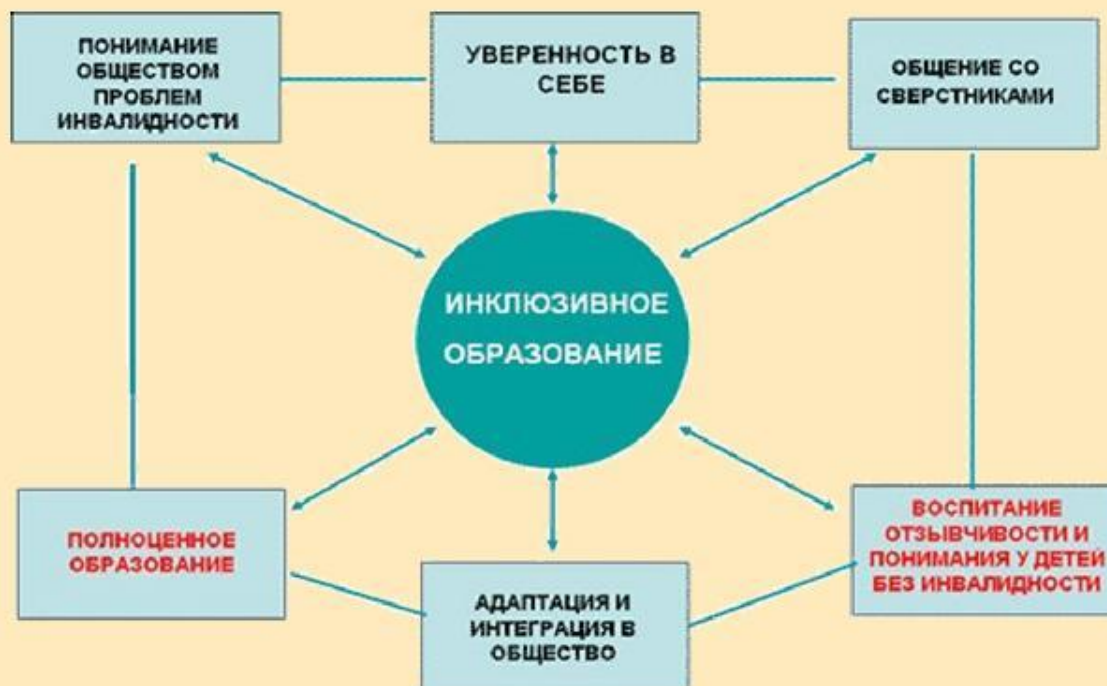 ПОНИМАНИЕ
ОБЩЕСТВОМ
ПРОБЛЕМ
ИНВАЛИДНОСТИ
УВЕРЕННОСТЬ В
СЕБЕ
ОБЩЕНИЕ СО
СВЕРСТНИКАМИ
ИНКЛЮЗИВНОЕ
ОБРАЗОВАНИЕ
ПОЛНОЦЕННОЕ
ОБРАЗОВАНИЕ
АДАПТАЦИЯ И
ИНТЕГРАЦИЯ В
ОБЩЕСТВО
ВОСПИТАНИЕ
ОТЗЫВЧИВОСТИ И
ПОНИМАНИЯ У ДЕТЕЙ
БЕЗ ИНВАЛИДНОСТИ